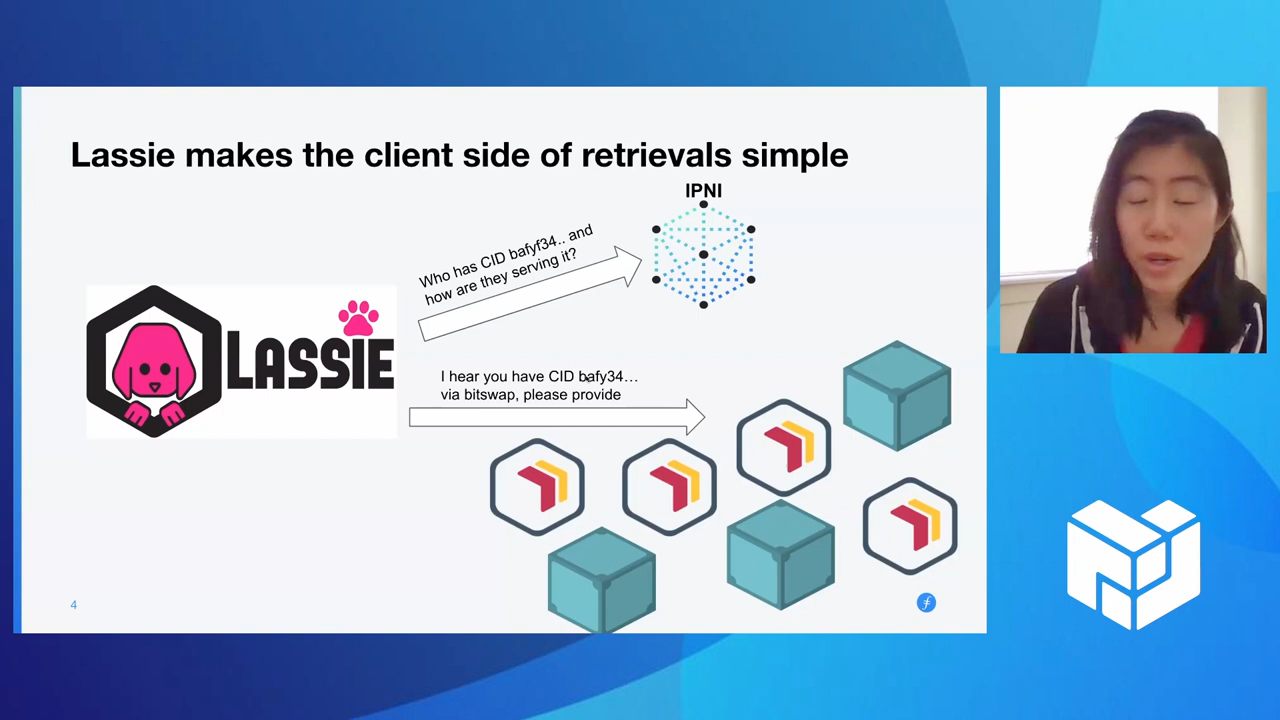 Lassie makes the client side of retrievals simple
IPNI
Who has CID bafyf34.. and
how are they serving it?
LASSIE
I hear you have CID bafy34…
via bitswap, please provide
4